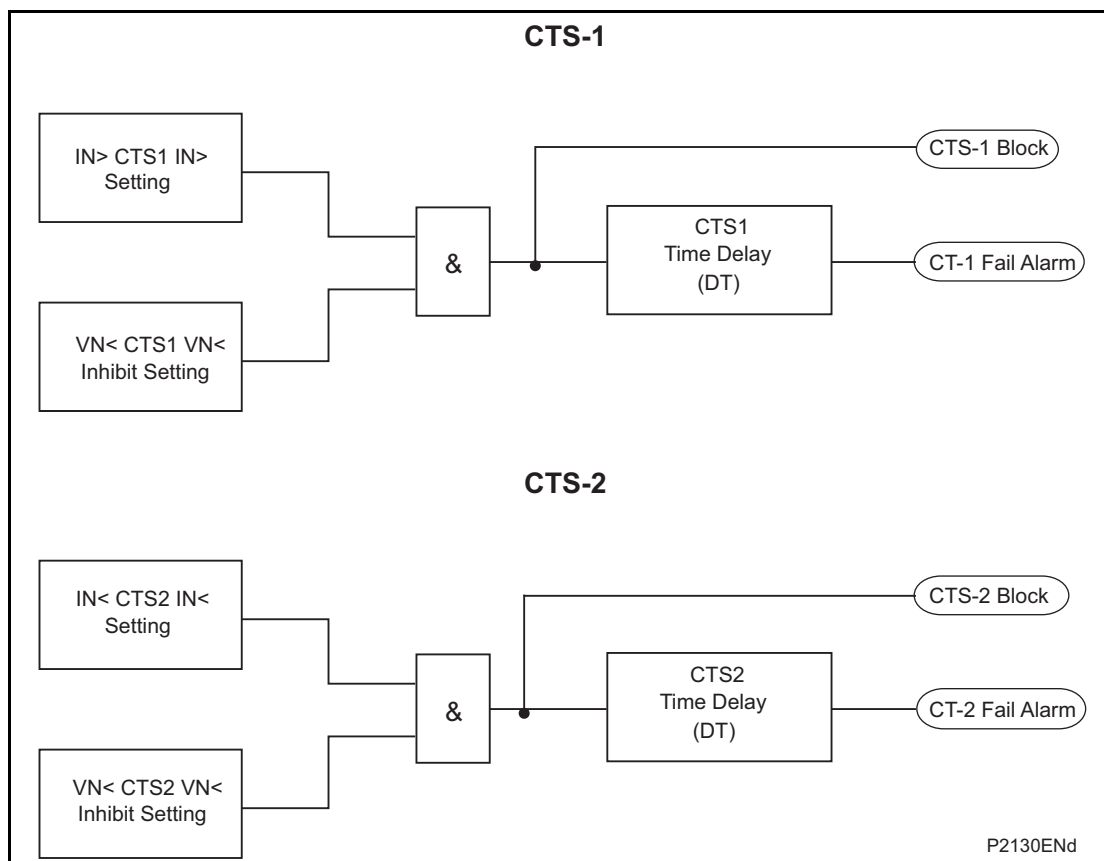 CTS-1
IN> CTS1 IN>
Setting
VN< CTS1 VN<
Inhibit Setting
&
CTS1
Time Delay
(DT)
CTS-1 Block
CT-1 Fail Alarm
CTS-2
IN< CTS2 IN<
Setting
VN< CTS2 VN<
Inhibit Setting
&
CTS2
Time Delay
(DT)
CTS-2 Block
CT-2 Fail Alarm
P2130ENd